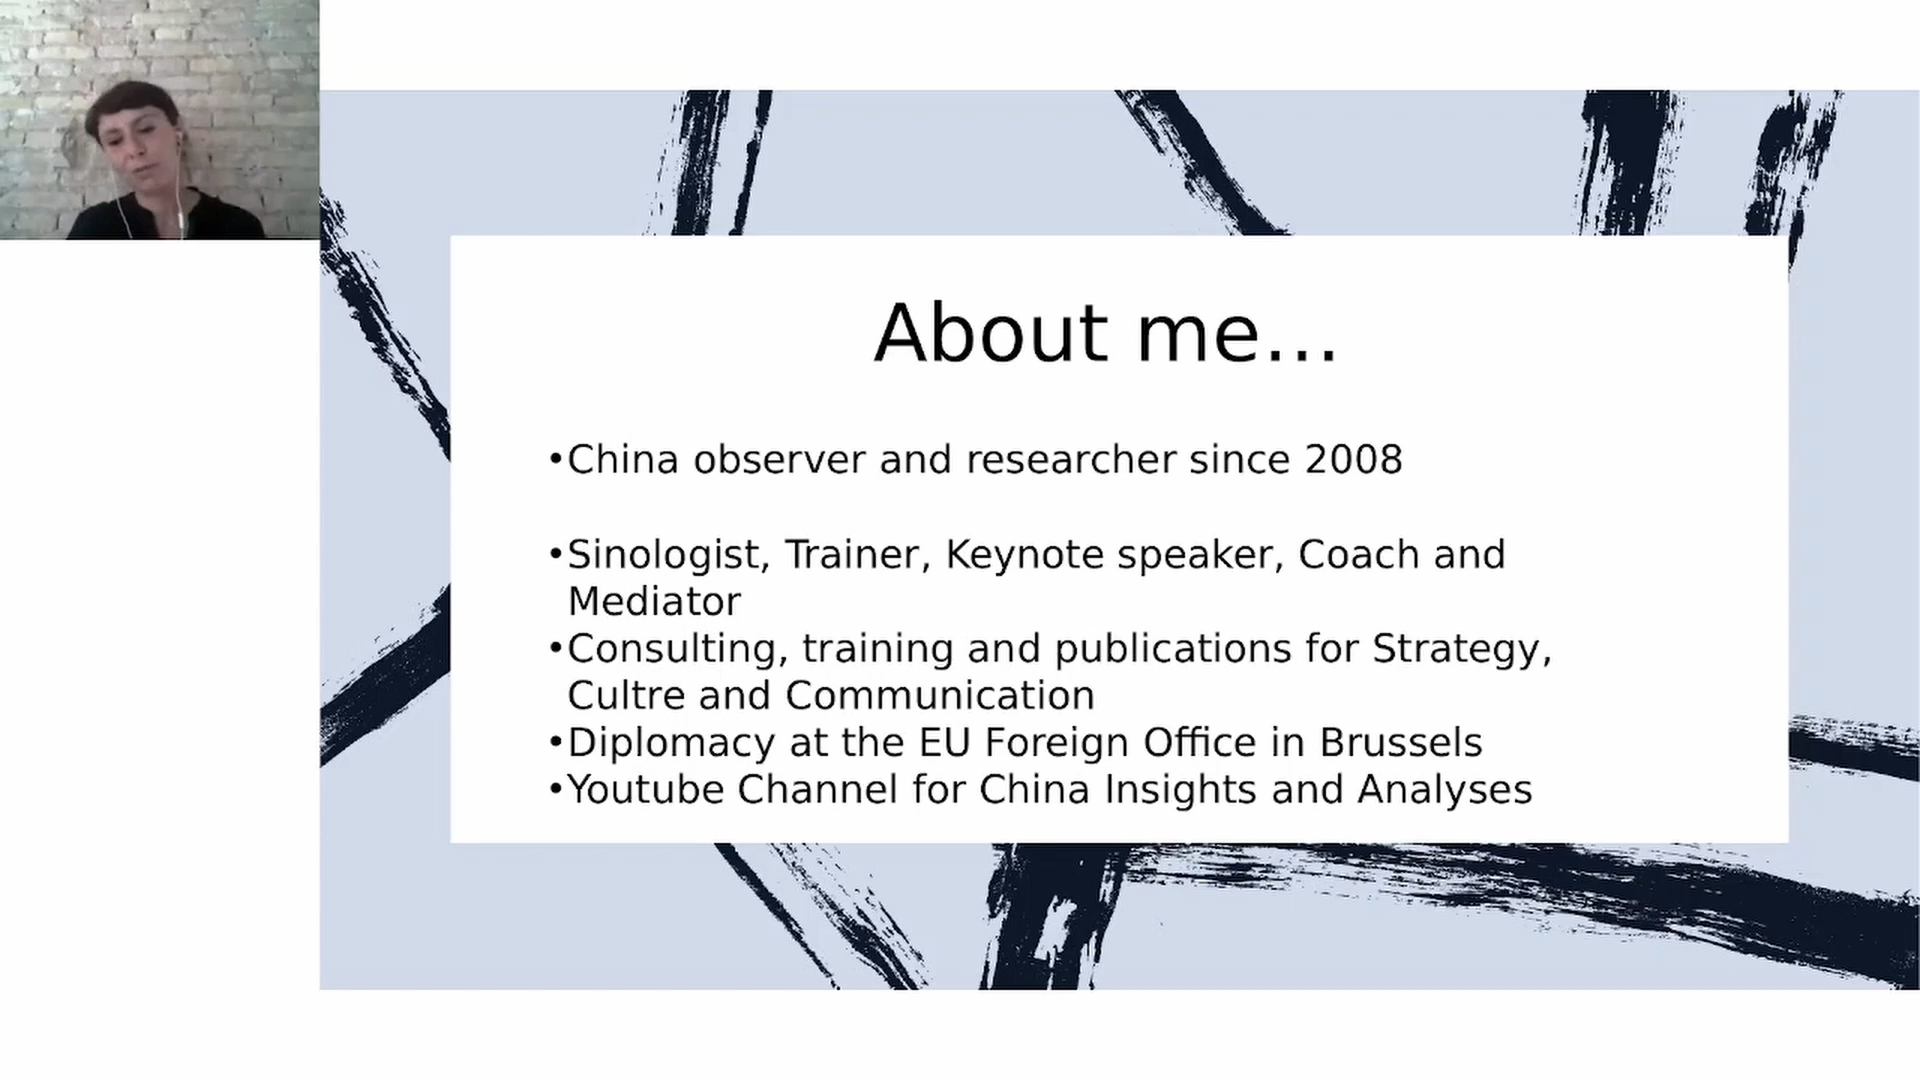 About me...
•China observer and researcher since 2008
•Sinologist, Trainer, Keynote speaker, Coach and
Mediator
•Consulting, training and publications for Strategy,
Cultre and Communication
•Diplomacy at the EU Foreign Office in Brussels
•Youtube Channel for China Insights and Analyses